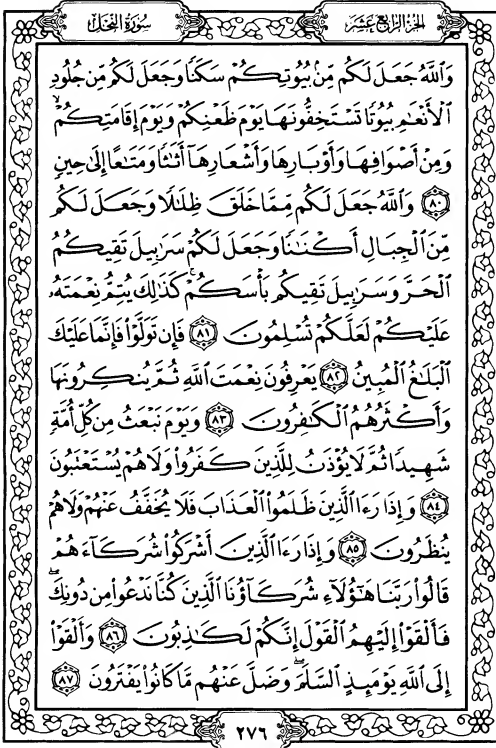 الجزء الرابع عشر
سورة النحل
وَٱللَّهُ جَعَلَ لَكُم مِّنۢ بُيُوتِكُمْ سَكَنًا وَجَعَلَ لَكُم مِّن جُلُودِ
ٱلْأَنْعَٰمِ بُيُوتًا تَسْتَخِفُّونَهَا يَوْمَ ظَعْنِكُمْ وَيَوْمَ إِقَامَتِكُمْ ۙ
وَمِنْ أَصْوَافِهَا وَأَوْبَارِهَا وَأَشْعَارِهَآ أَثَٰثًا وَمَتَٰعًا إِلَىٰ حِينٍ
٨٠ وَٱللَّهُ جَعَلَ لَكُم مِّمَّا خَلَقَ ظِلَٰلًا وَجَعَلَ لَكُم
مِّنَ ٱلْجِبَالِ أَكْنَٰنًا وَجَعَلَ لَكُمْ سَرَٰبِيلَ تَقِيكُمُ
ٱلْحَرَّ وَسَرَٰبِيلَ تَقِيكُم بَأْسَكُمْ ۚ كَذَٰلِكَ يُتِمُّ نِعْمَتَهُۥ
عَلَيْكُمْ لَعَلَّكُمْ تُسْلِمُونَ ٨١ فَإِن تَوَلَّوْا۟ فَإِنَّمَا عَلَيْكَ
ٱلْبَلَٰغُ ٱلْمُبِينُ ٨٢ يَعْرِفُونَ نِعْمَتَ ٱللَّهِ ثُمَّ يُنكِرُونَهَا
وَأَكْثَرُهُمُ ٱلْكَٰفِرُونَ ٨٣ وَيَوْمَ نَبْعَثُ مِن كُلِّ أُمَّةٍ
شَهِيدًا ثُمَّ لَا يُؤْذَنُ لِلَّذِينَ كَفَرُوا۟ وَلَا هُمْ يُسْتَعْتَبُونَ
٨٤ وَإِذَا رَءَا ٱلَّذِينَ ظَلَمُوا۟ ٱلْعَذَابَ فَلَا يُخَفَّفُ عَنْهُمْ وَلَا هُمْ
يُنظَرُونَ ٨٥ وَإِذَا رَءَا ٱلَّذِينَ أَشْرَكُوا۟ شُرَكَآءَهُمْ
قَالُوا۟ رَبَّنَا هَٰٓؤُلَآءِ شُرَكَآؤُنَا ٱلَّذِينَ كُنَّا نَدْعُوا۟ مِن دُونِكَ ۖ
فَأَلْقَوْا۟ إِلَيْهِمُ ٱلْقَوْلَ إِنَّكُمْ لَكَٰذِبُونَ ٨٦ وَأَلْقَوْا۟
إِلَى ٱللَّهِ يَوْمَئِذٍ ٱلسَّلَمَ ۖ وَضَلَّ عَنْهُم مَّا كَانُوا۟ يَفْتَرُونَ ٨٧
٢٧٦